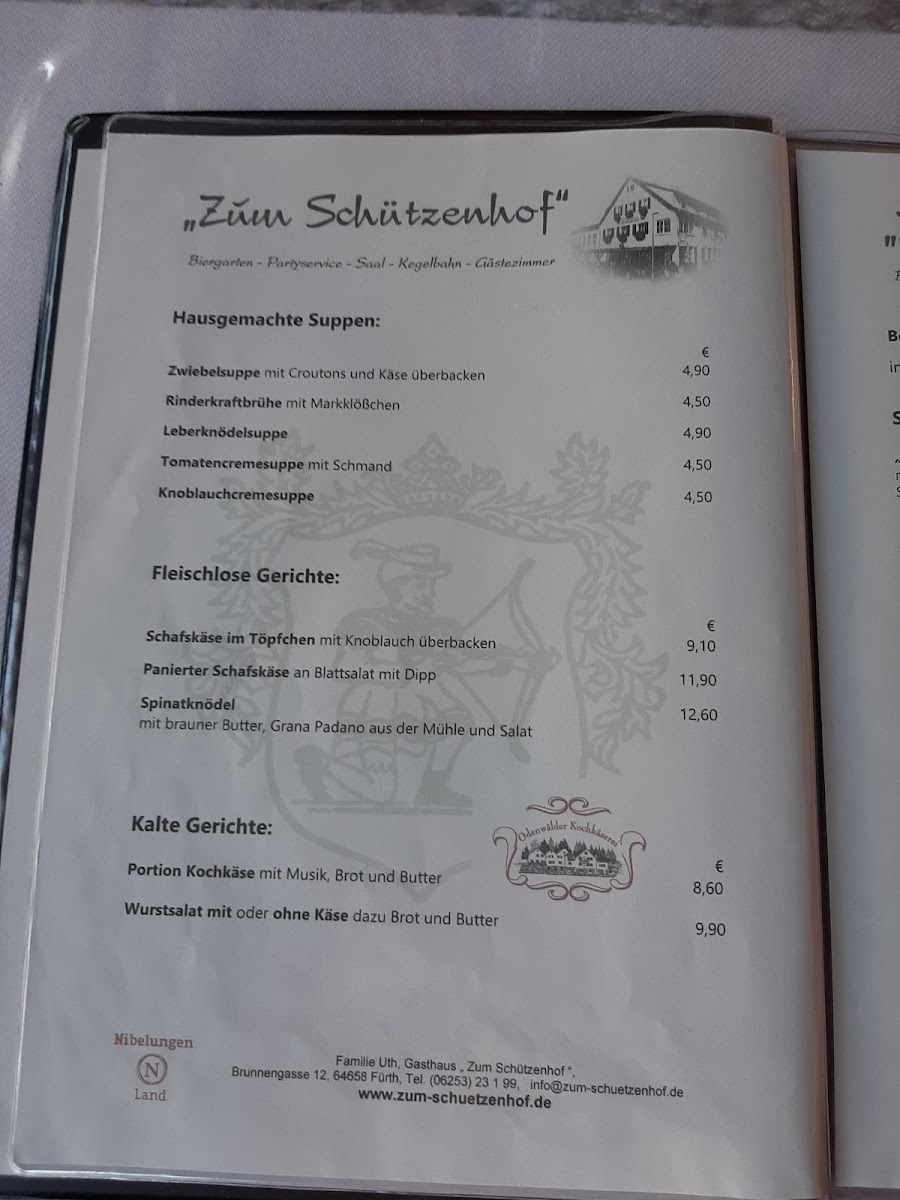 „Zum Schützenhof“
Biergarten - Partyservice - Saal - Kegelbahn - Gästezimmer
Hausgemachte Suppen:
€
Zwiebelsuppe mit Croutons und Käse überbacken 4,90
Rinderkraftbrühe mit Markklößchen 4,50
Leberknödelsuppe 4,90
Tomatencremesuppe mit Schmand 4,50
Knoblauchcremesuppe 4,50
Fleischlose Gerichte:
€
Schafskäse im Töpfchen mit Knoblauch überbacken 9,10
Panierter Schafskäse an Blattsalat mit Dipp 11,90
Spinatknödel 12,60
mit brauner Butter, Grana Padano aus der Mühle und Salat
Odenwälder Kochkäserei
Kalte Gerichte:
€
Portion Kochkäse mit Musik, Brot und Butter 8,60
Wurstsalat mit oder ohne Käse dazu Brot und Butter 9,90
Nibelungen
N
Land
Familie Uth, Gasthaus „ Zum Schützenhof “,
Brunnengasse 12, 64658 Fürth, Tel. (06253) 23 1 99, info@zum-schuetzenhof.de
www.zum-schuetzenhof.de